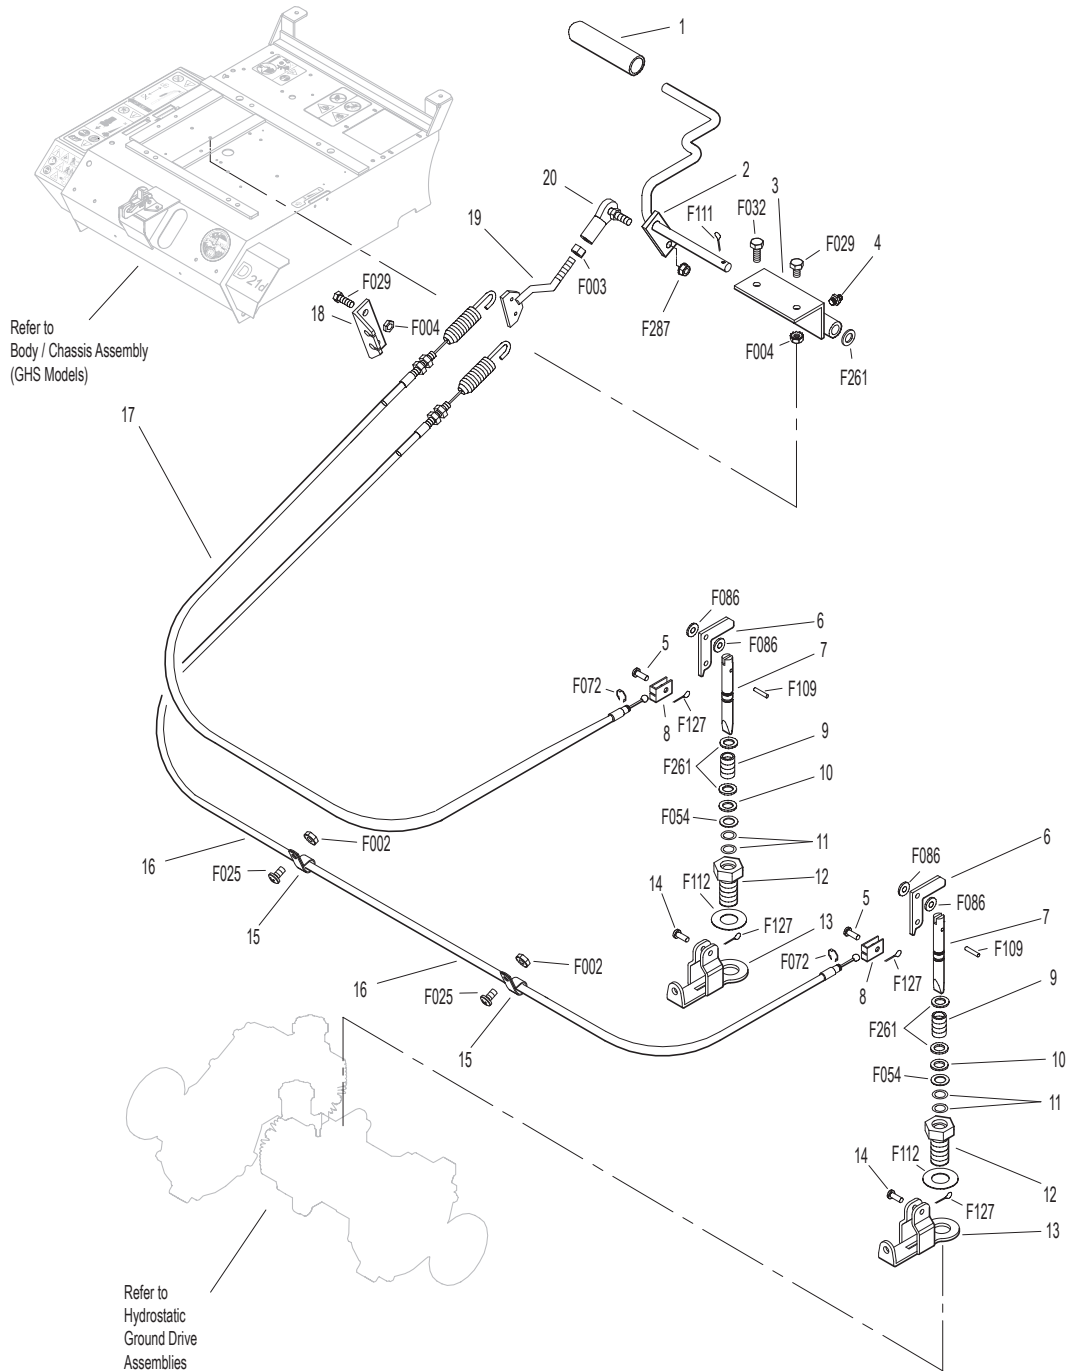 1
2
20
3
F111
F032
19
F029
4
F003
F029
F287
18
F004
F004
F261
D21d
Refer to
Body / Chassis Assembly
(GHS Models)
17
F086
6
5
F086
7
F072
F109
8
F127
9
F261
10
F054
11
F002
16
F025
12
14
F112
15
F127
13
F086
6
5
F086
7
F002
F072
F109
16
F025
8
F127
9
15
F261
10
F054
11
14
F112
12
F127
13
Refer to
Hydrostatic
Ground Drive
Assemblies